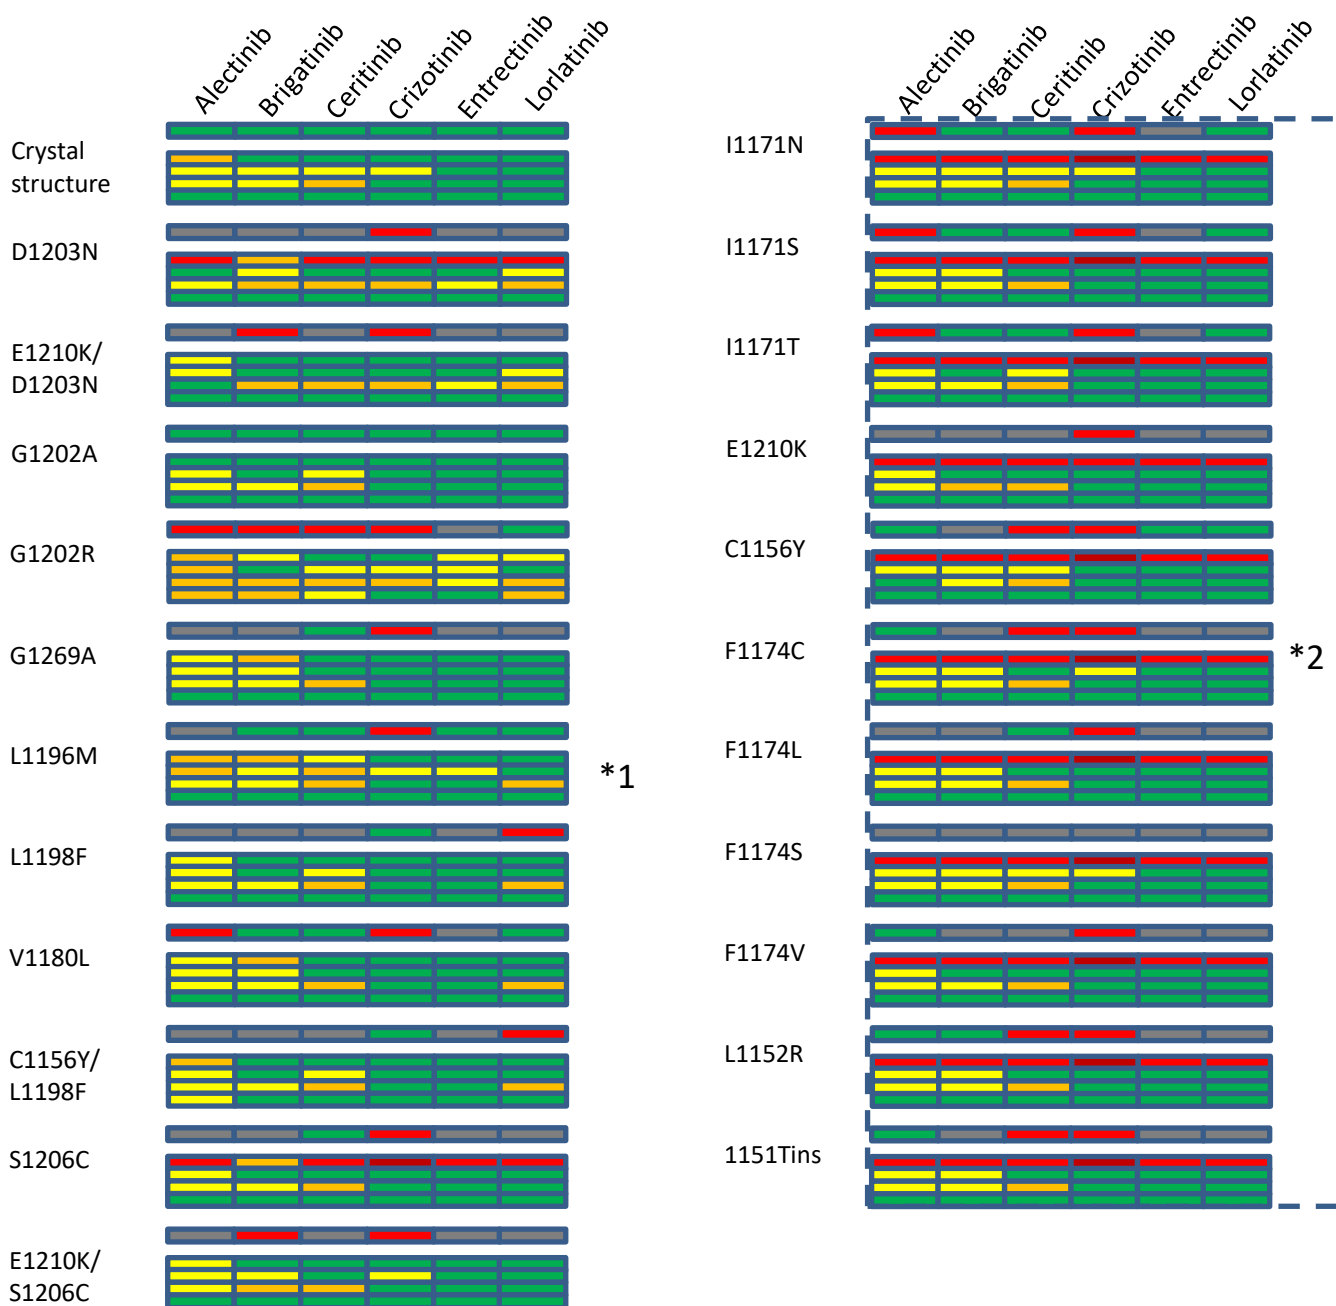 Alectinib
Brigatinib
Ceritinib
Crizotinib
Entrectinib
Lorlatinib
Crystal
structure
D1203N
E1210K/
D1203N
G1202A
G1202R
G1269A
L1196M
*1
L1198F
V1180L
C1156Y/
L1198F
S1206C
E1210K/
S1206C
Alectinib
Brigatinib
Ceritinib
Crizotinib
Entrectinib
Lorlatinib
I1171N
I1171S
I1171T
E1210K
C1156Y
F1174C
*2
F1174L
F1174S
F1174V
L1152R
1151Tins